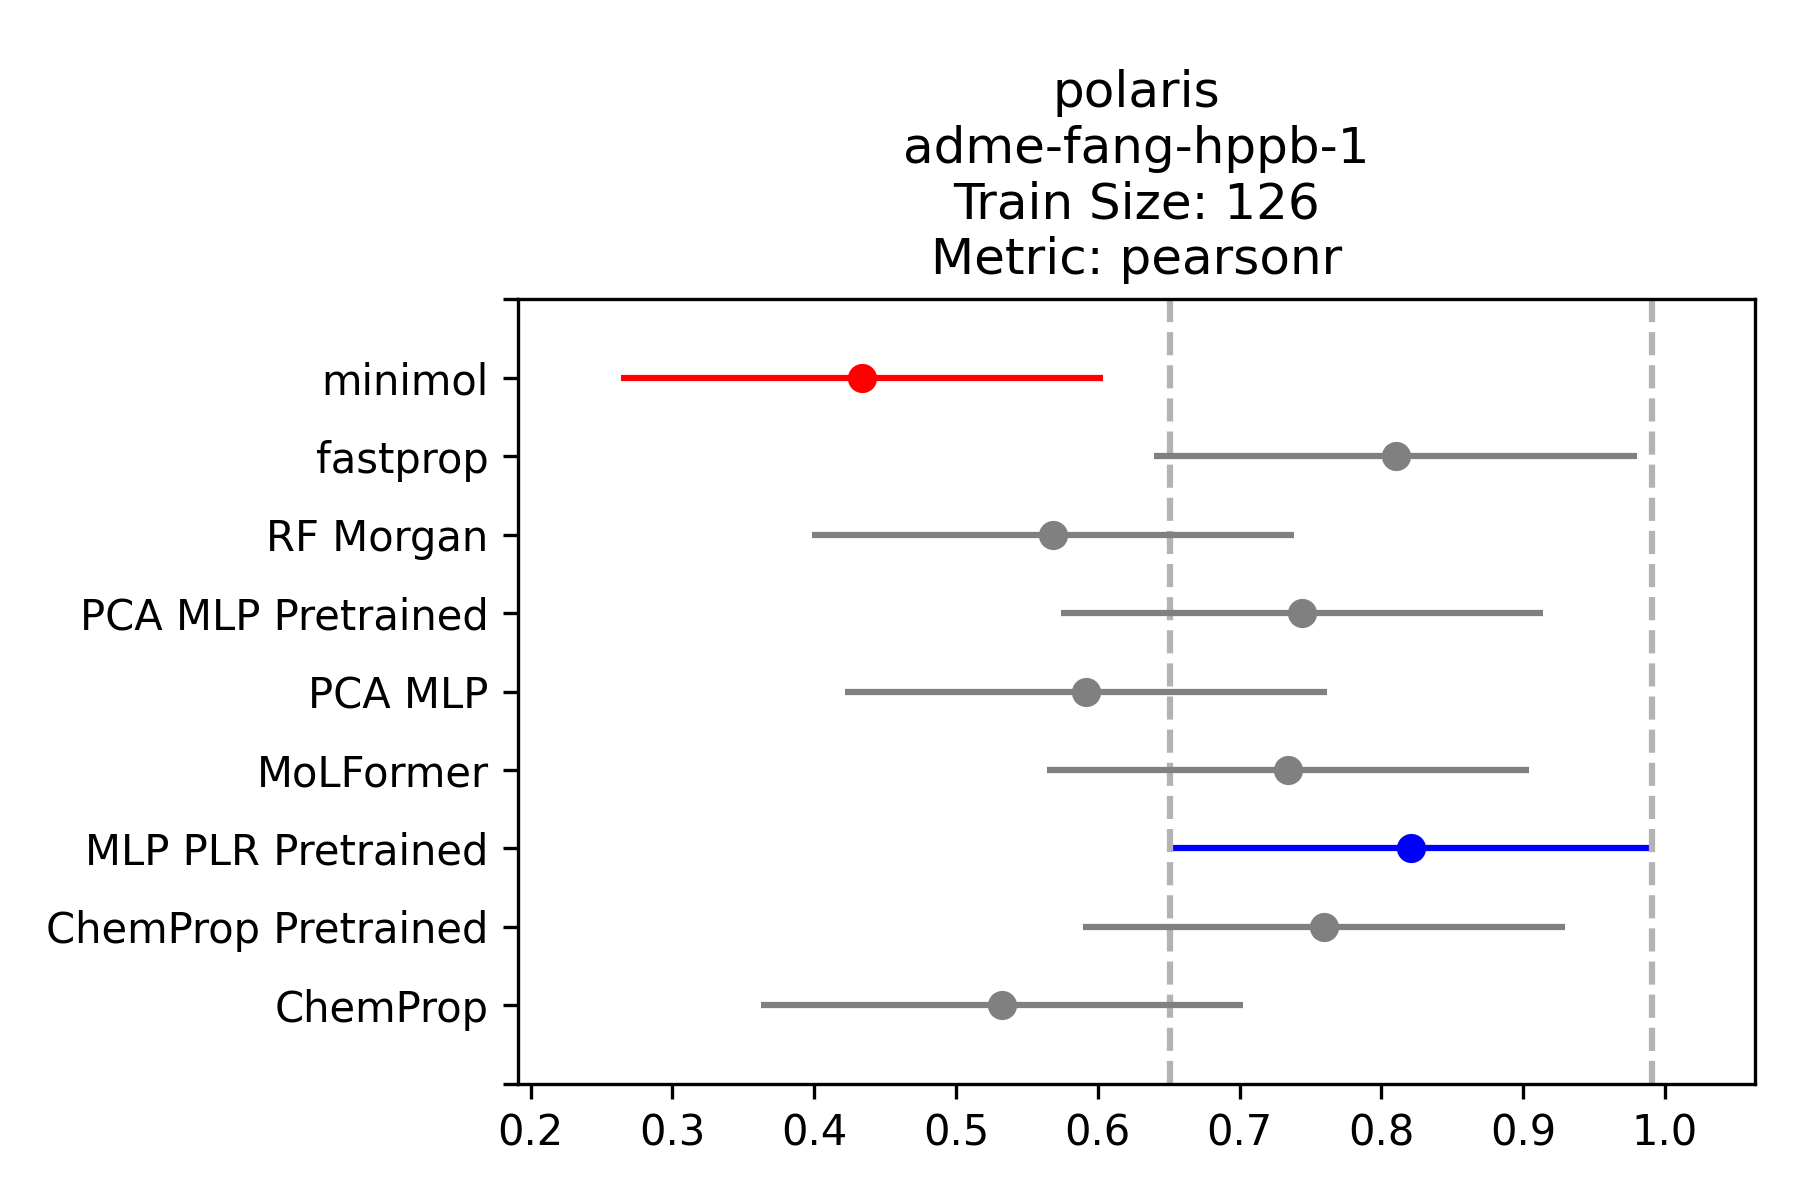 polaris
adme-fang-hppb-1
Train Size: 126
Metric: pearsonr
minimol
fastprop
RF Morgan
PCA MLP Pretrained
PCA MLP
MoLFormer
MLP PLR Pretrained
ChemProp Pretrained
ChemProp
0.2 0.3 0.4 0.5 0.6 0.7 0.8 0.9 1.0